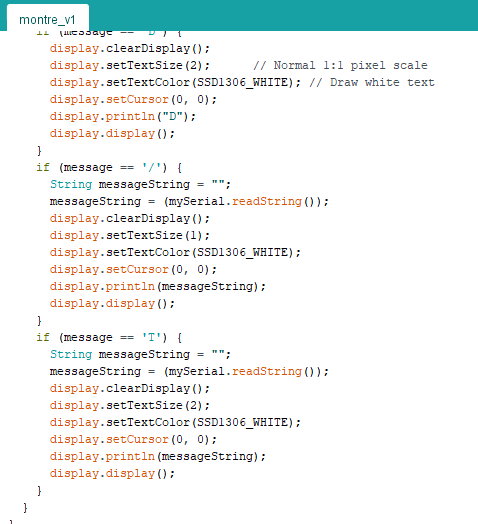 montre_v1
if (message == 'D') {
display.clearDisplay();
display.setTextSize(2);      // Normal 1:1 pixel scale
display.setTextColor(SSD1306_WHITE); // Draw white text
display.setCursor(0, 0);
display.println("D");
display.display();
}
if (message == '/') {
String messageString = "";
messageString = (mySerial.readString());
display.clearDisplay();
display.setTextSize(1);
display.setTextColor(SSD1306_WHITE);
display.setCursor(0, 0);
display.println(messageString);
display.display();
}
if (message == 'T') {
String messageString = "";
messageString = (mySerial.readString());
display.clearDisplay();
display.setTextSize(2);
display.setTextColor(SSD1306_WHITE);
display.setCursor(0, 0);
display.println(messageString);
display.display();
}
}